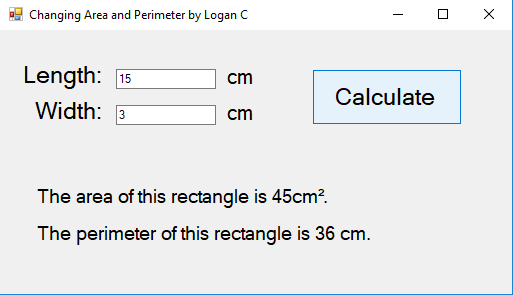 Changing Area and Perimeter by Logan C
Length: 15 cm
Width: 3 cm
Calculate
The area of this rectangle is 45cm².
The perimeter of this rectangle is 36 cm.